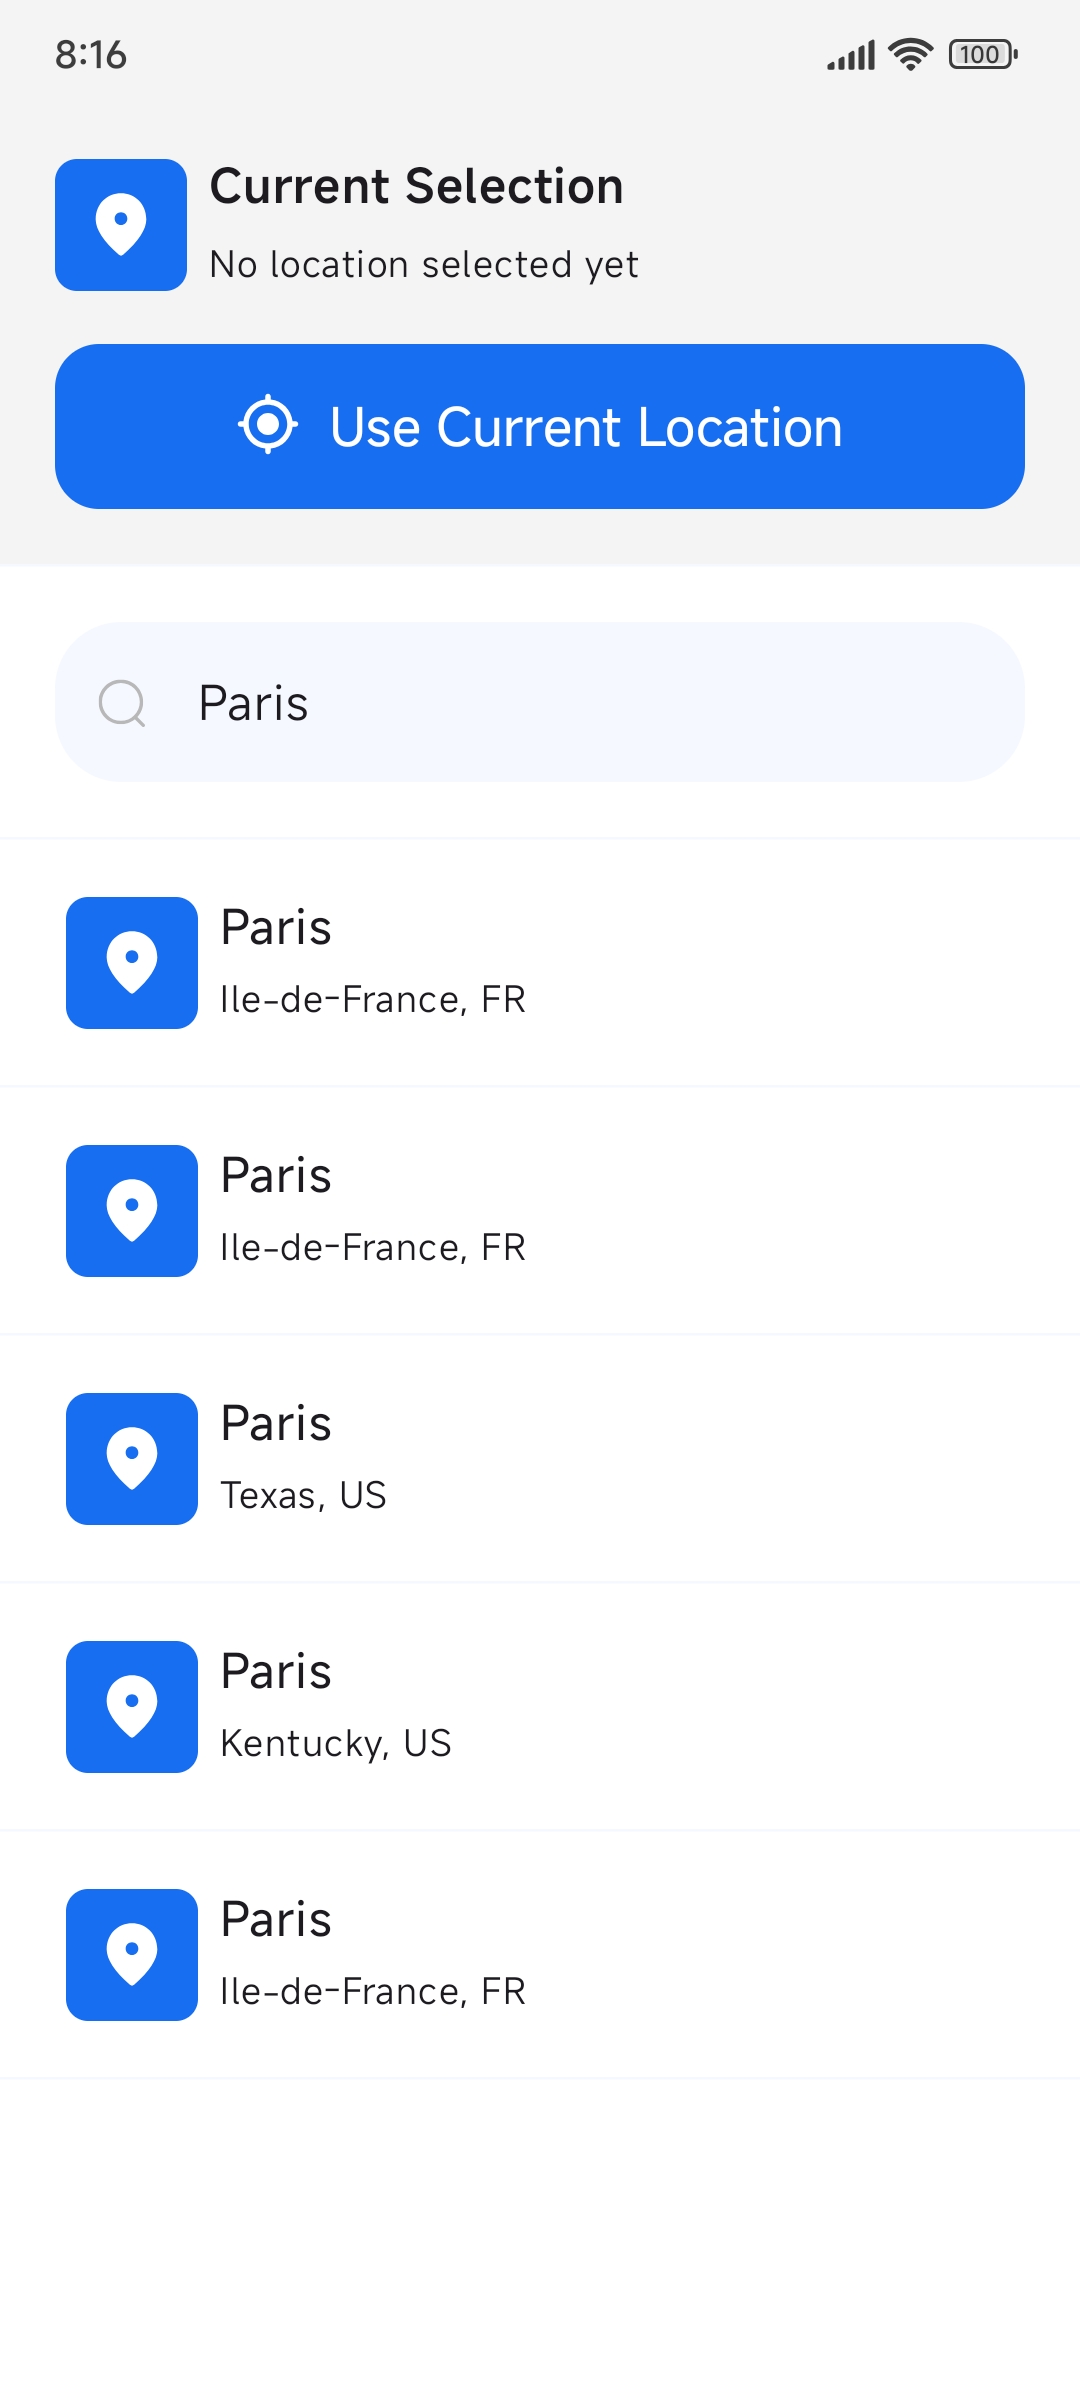 8:16
100
Current Selection
No location selected yet
Use Current Location
Paris
Paris
Ile-de-France, FR
Paris
Ile-de-France, FR
Paris
Texas, US
Paris
Kentucky, US
Paris
Ile-de-France, FR